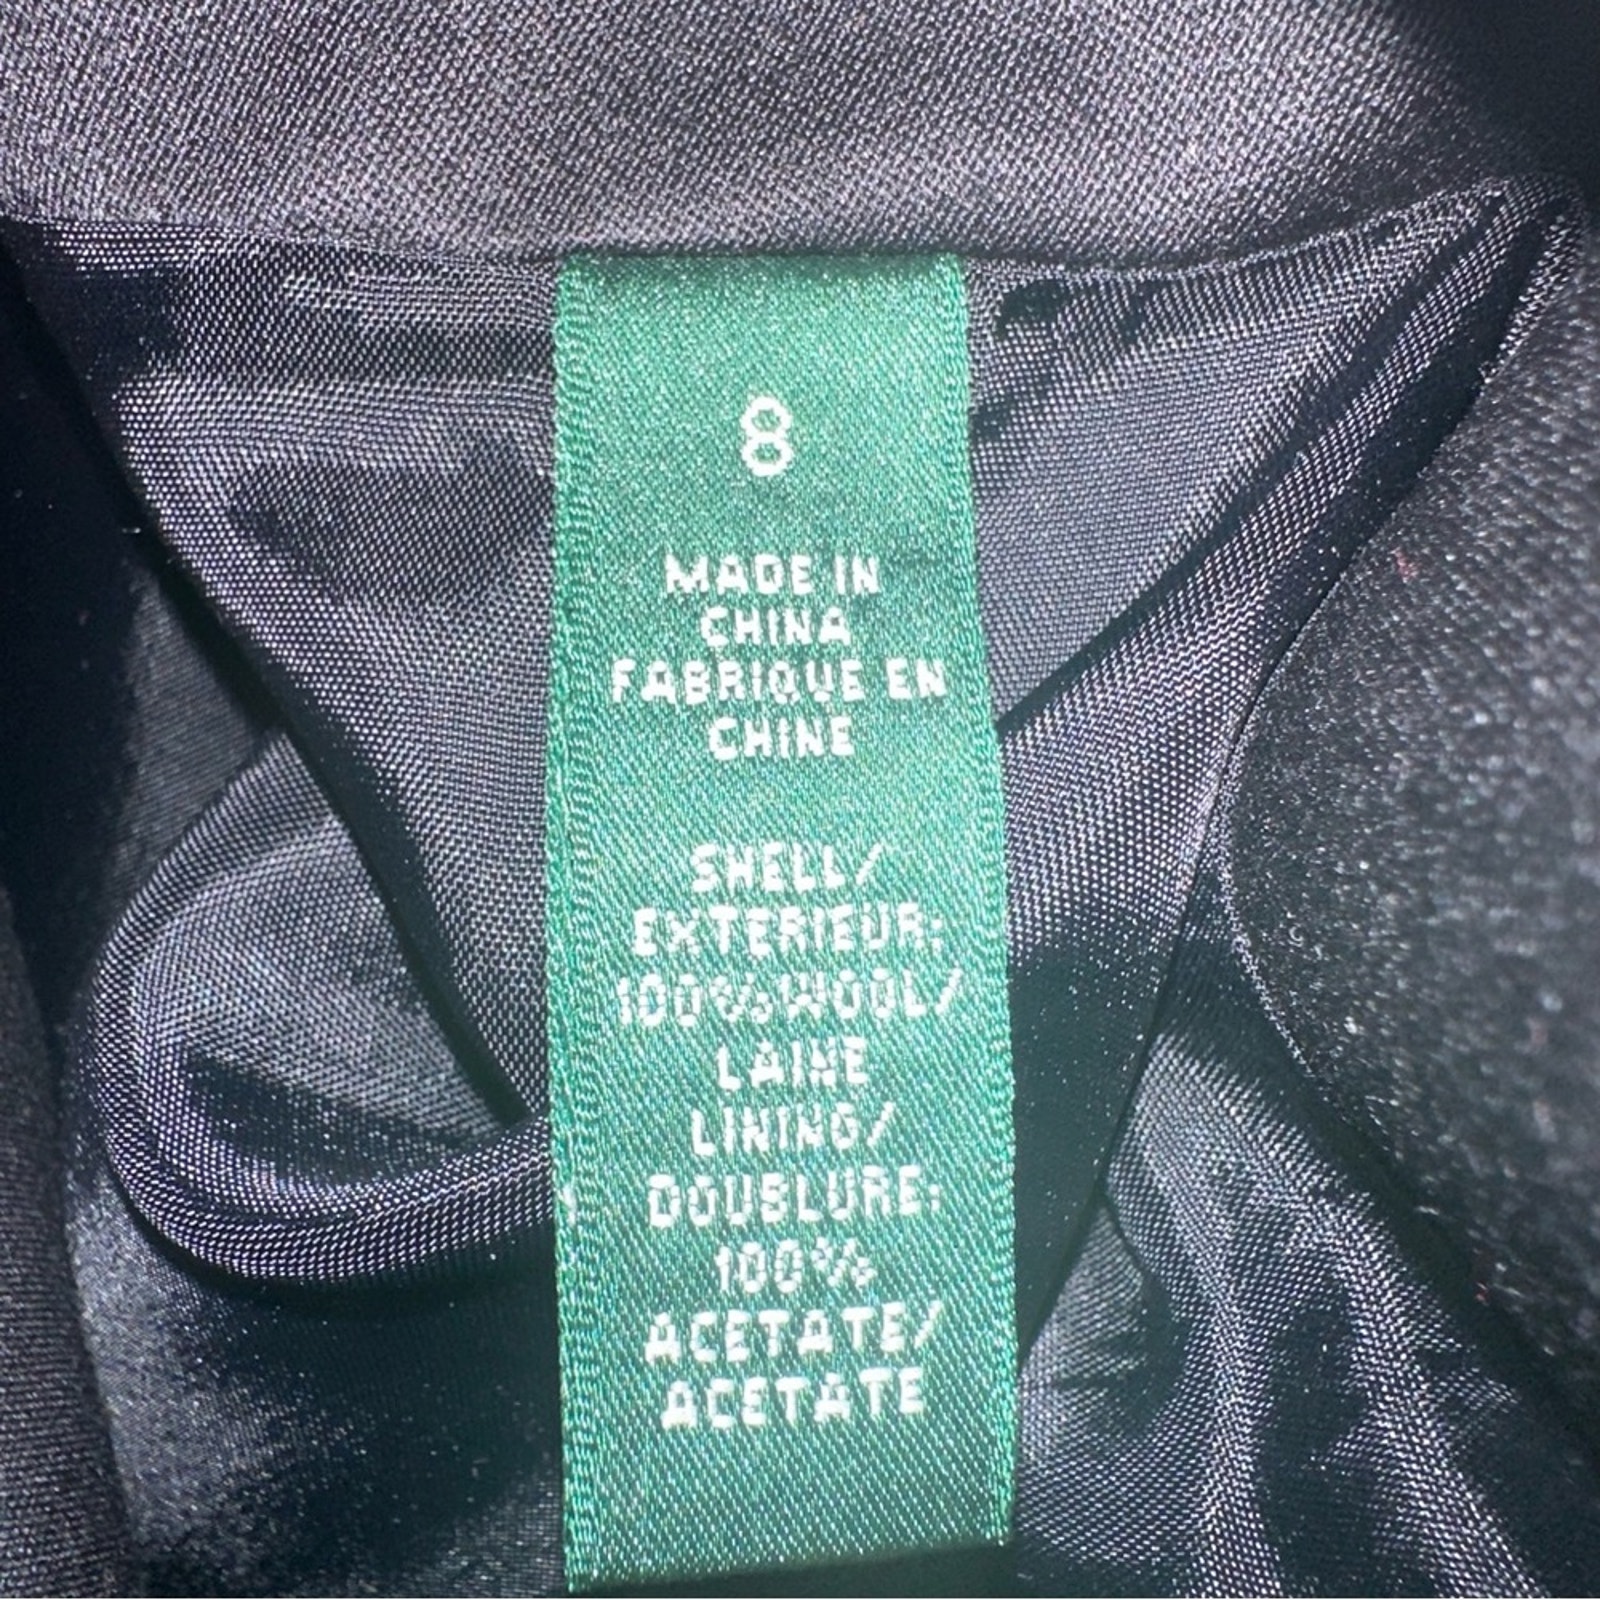 8
MADE IN
CHINA
FABRIQUE EN
CHINE
SHELL/
EXTERIEUR:
100% WOOL/
LAINE
LINING/
DOUBLURE:
100%
ACETATE/
ACETATE